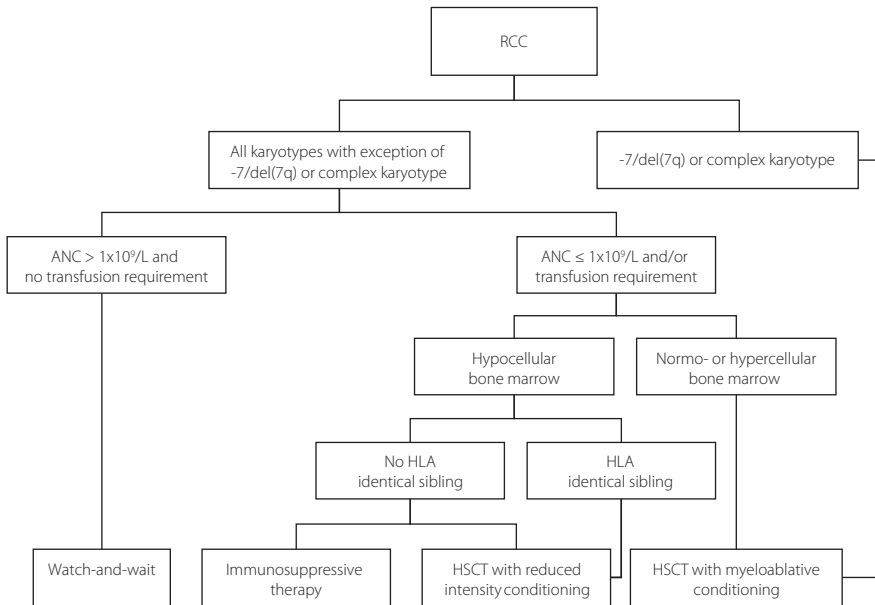 RCC
All karyotypes with exception of
-7/del(7q) or complex karyotype
-7/del(7q) or complex karyotype
ANC > 1x10⁹/L and
no transfusion requirement
ANC ≤ 1x10⁹/L and/or
transfusion requirement
Hypocellular
bone marrow
Normo- or hypercellular
bone marrow
No HLA
identical sibling
HLA
identical sibling
Watch-and-wait
Immunosuppressive
therapy
HSCT with reduced
intensity conditioning
HSCT with myeloablative
conditioning